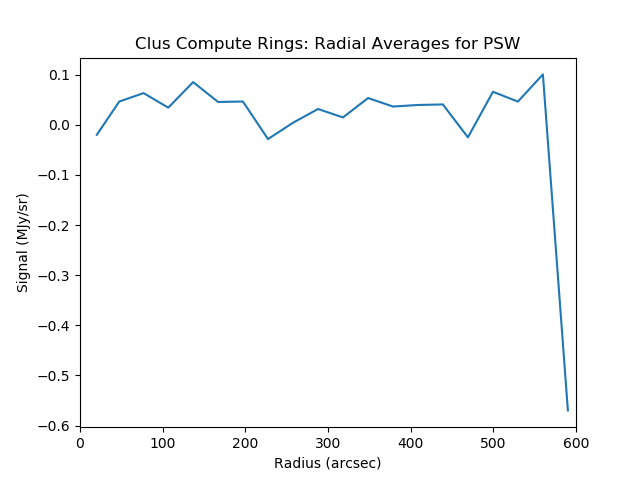 Clus Compute Rings: Radial Averages for PSW
0.1
0.0
−0.1
−0.2
−0.3
−0.4
−0.5
−0.6
Signal (MJy/sr)
0 100 200 300 400 500 600
Radius (arcsec)